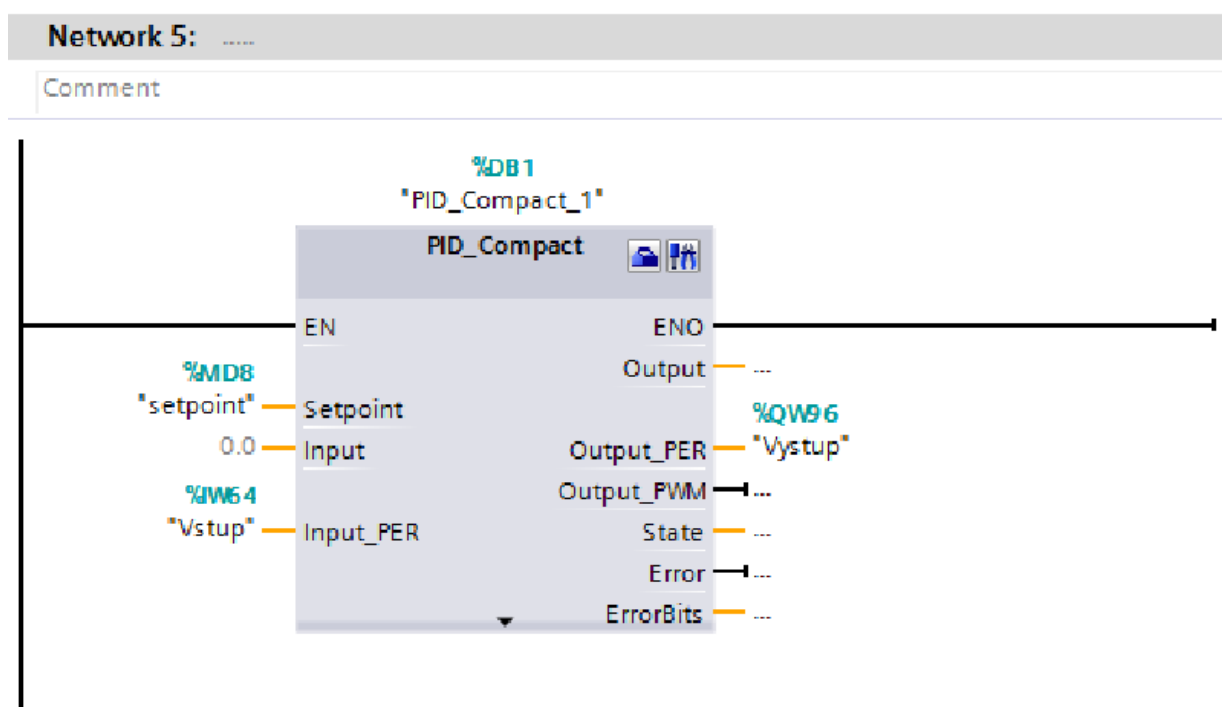 Network 5: .....
Comment
%DB1
"PID_Compact_1"
PID_Compact
EN ENO
Output ...
%MD8
"setpoint" Setpoint
%QW96
0.0 Input Output_PER "Vystup"
Output_PWM ...
%IW64
"Vstup" Input_PER State ...
Error ...
ErrorBits ...